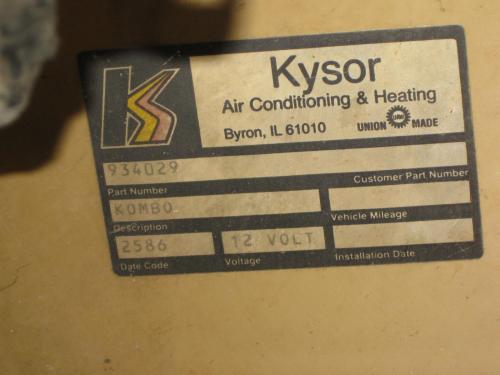 K
Kysor
Air Conditioning & Heating
Byron, IL 61010 UNION UAW MADE
934029
Part Number Customer Part Number
KOMBO
Description Vehicle Mileage
2586 12 VOLT
Date Code Voltage Installation Date